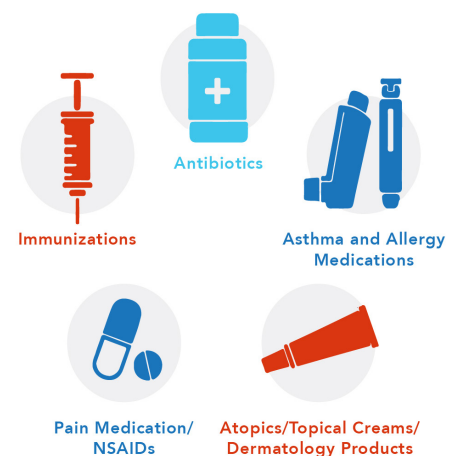 Antibiotics
Immunizations
Asthma and Allergy
Medications
Pain Medication/
NSAIDs
Atopics/Topical Creams/
Dermatology Products